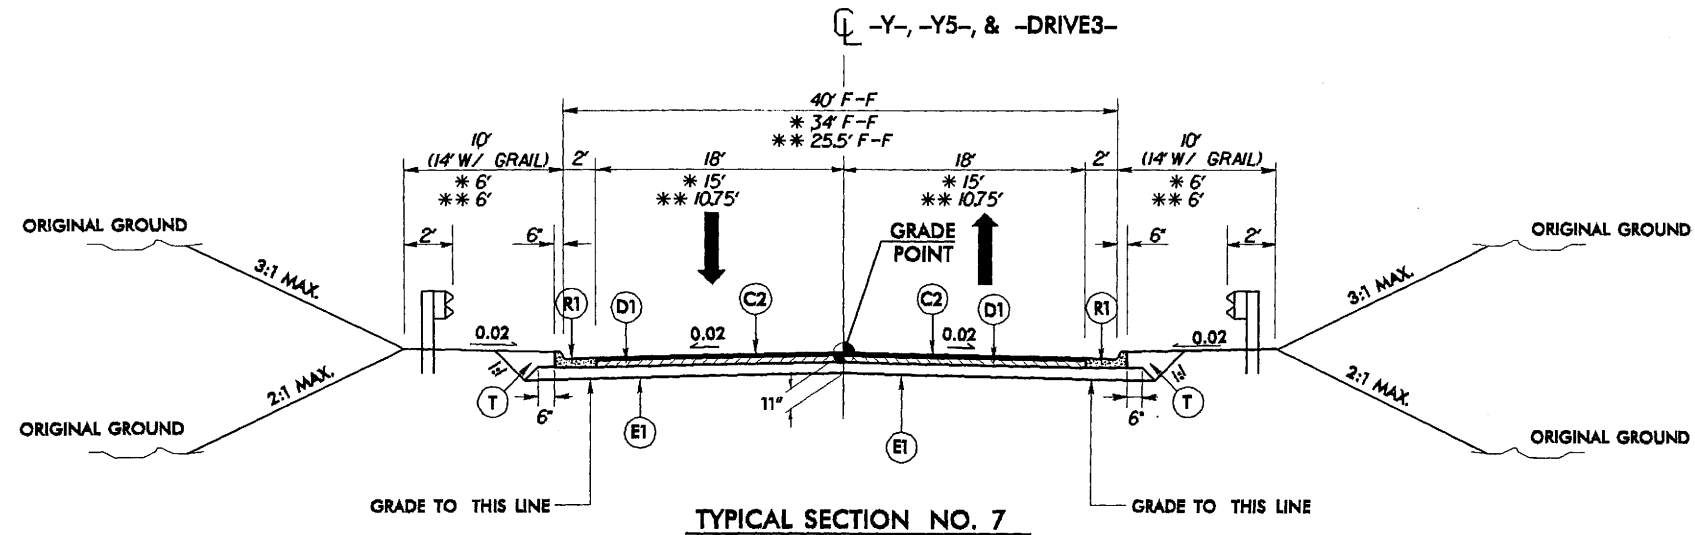 CL -Y-, -Y5-, & -DRIVE3-
40' F-F
* 34' F-F
** 25.5' F-F
10'
(14' W/ GRAIL)
* 6'
** 6'
2'
18'
* 15'
** 10.75'
18'
* 15'
** 10.75'
2'
10'
(14' W/ GRAIL)
* 6'
** 6'
ORIGINAL GROUND
2'
6"
GRADE
POINT
6"
2'
ORIGINAL GROUND
3:1 MAX.
3:1 MAX.
R1
D1
C2
C2
D1
R1
0.02
0.02
0.02
0.02
1:1
1:1
2:1 MAX.
T
6"
11"
6"
T
2:1 MAX.
E1
E1
ORIGINAL GROUND
ORIGINAL GROUND
GRADE TO THIS LINE
GRADE TO THIS LINE
TYPICAL SECTION NO. 7